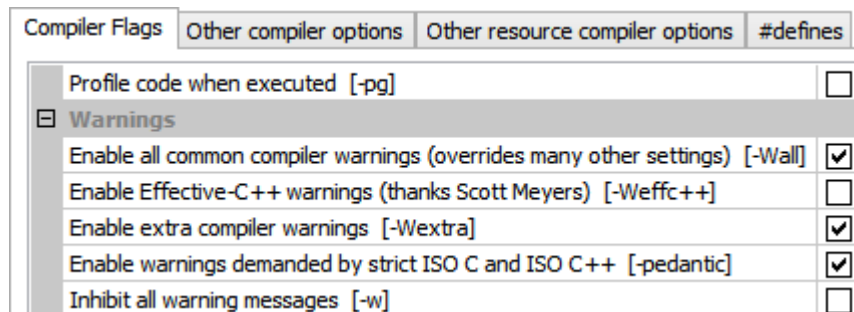 Compiler Flags Other compiler options Other resource compiler options #defines
Profile code when executed [-pg]
Warnings
Enable all common compiler warnings (overrides many other settings) [-Wall]
Enable Effective-C++ warnings (thanks Scott Meyers) [-Weffc++]
Enable extra compiler warnings [-Wextra]
Enable warnings demanded by strict ISO C and ISO C++ [-pedantic]
Inhibit all warning messages [-w]